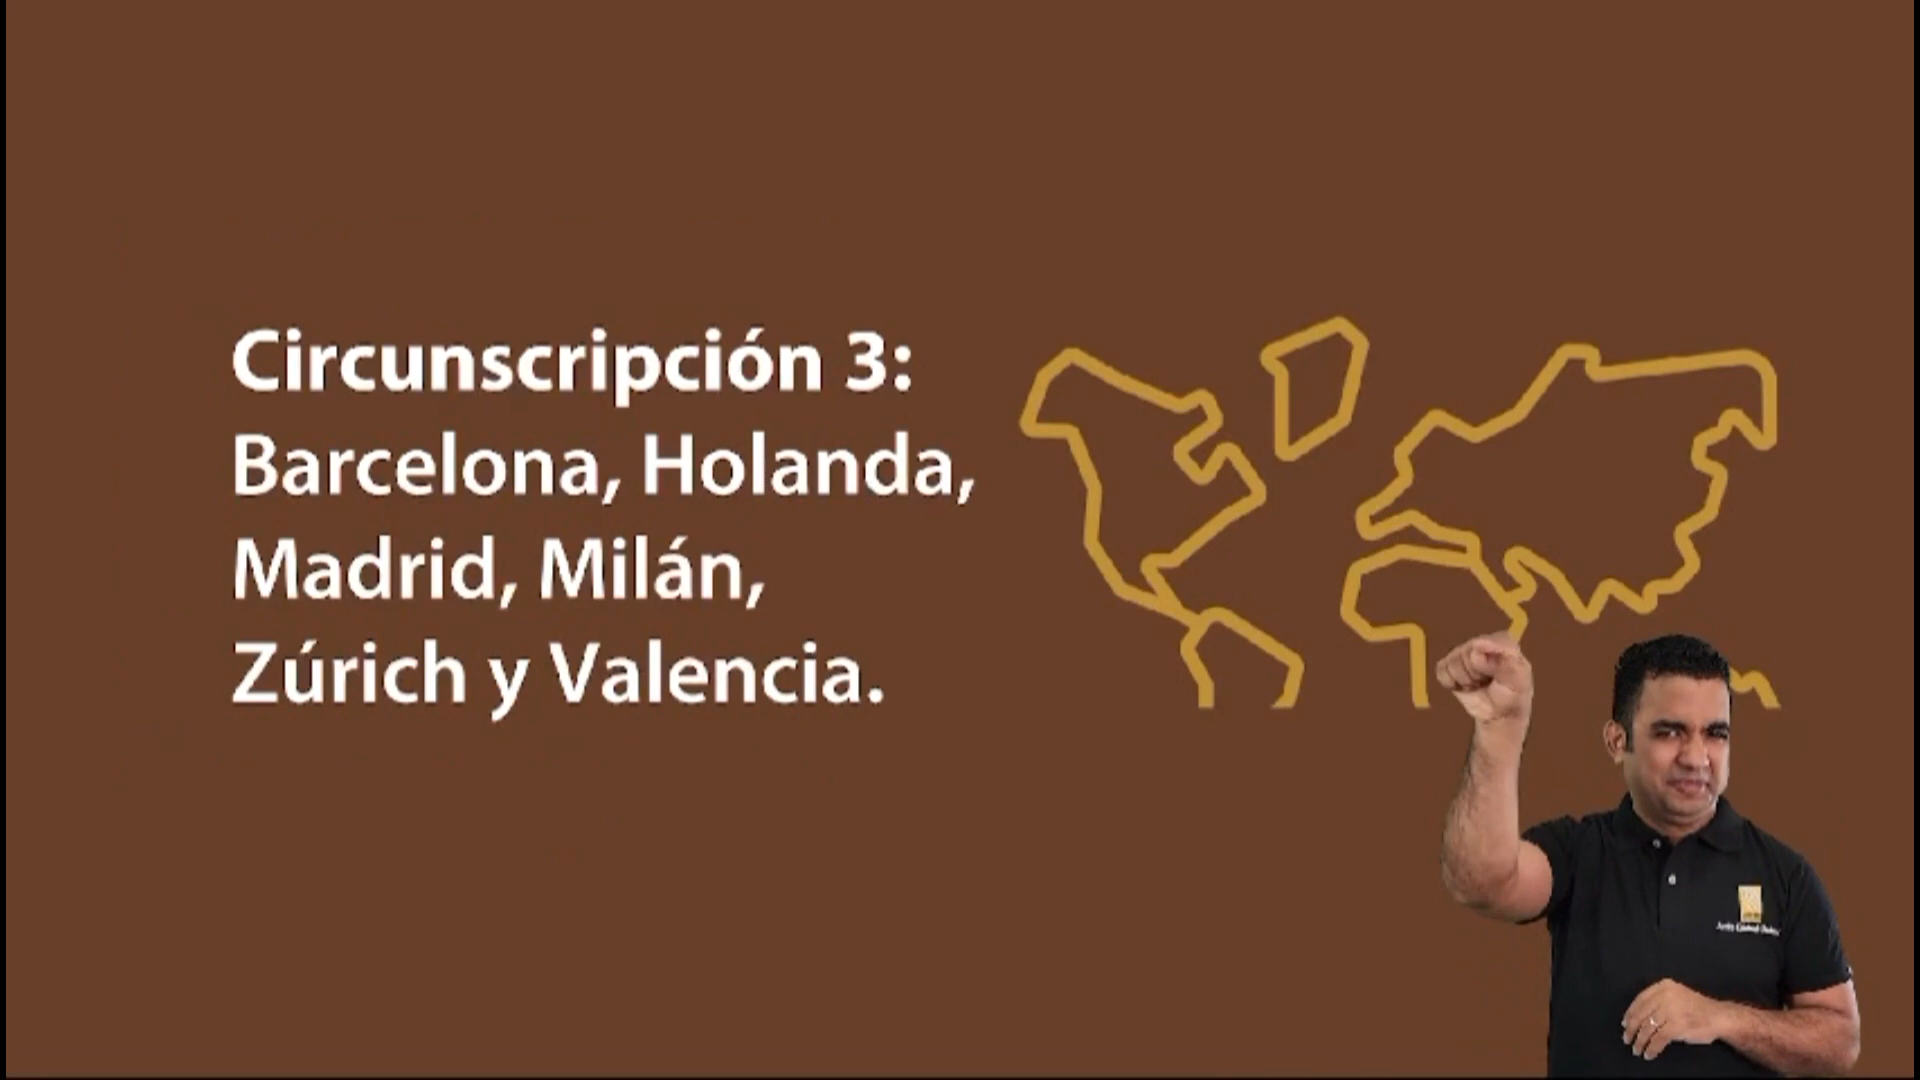 Circunscripción 3:
Barcelona, Holanda,
Madrid, Milán,
Zúrich y Valencia.